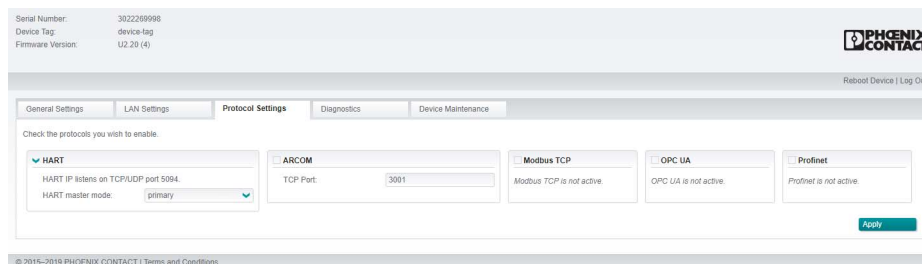 Serial Number: 3022269998
Device Tag: device-tag
Firmware Version: U2.20 (4)
PHŒNIX
CONTACT
Reboot Device | Log O
General Settings LAN Settings Protocol Settings Diagnostics Device Maintenance
Check the protocols you wish to enable.
HART ARCOM Modbus TCP OPC UA Profinet
HART IP listens on TCP/UDP port 5094. TCP Port: 3001 Modbus TCP is not active. OPC UA is not active. Profinet is not active.
HART master mode: primary
Apply
© 2015–2019 PHOENIX CONTACT | Terms and Conditions